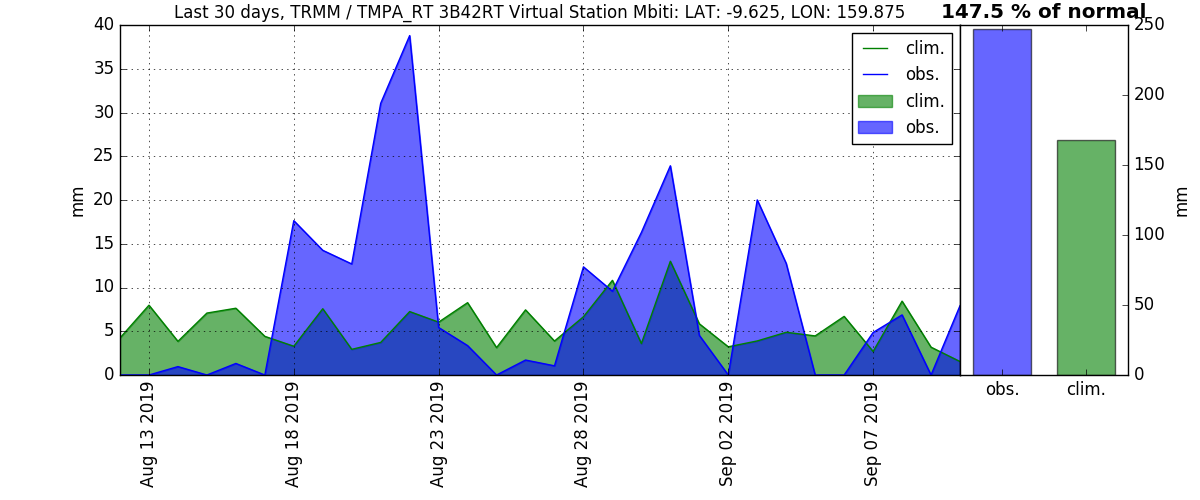 Last 30 days, TRMM / TMPA_RT 3B42RT Virtual Station Mbiti: LAT: -9.625, LON: 159.875
147.5 % of normal
40
35
30
25
20
15
10
5
0
mm
clim.
obs.
clim.
obs.
250
200
150
100
50
0
mm
Aug 13 2019
Aug 18 2019
Aug 23 2019
Aug 28 2019
Sep 02 2019
Sep 07 2019
obs.
clim.